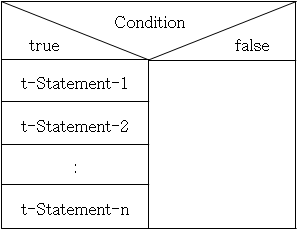 Condition
true false
t-Statement-1
t-Statement-2
:
t-Statement-n